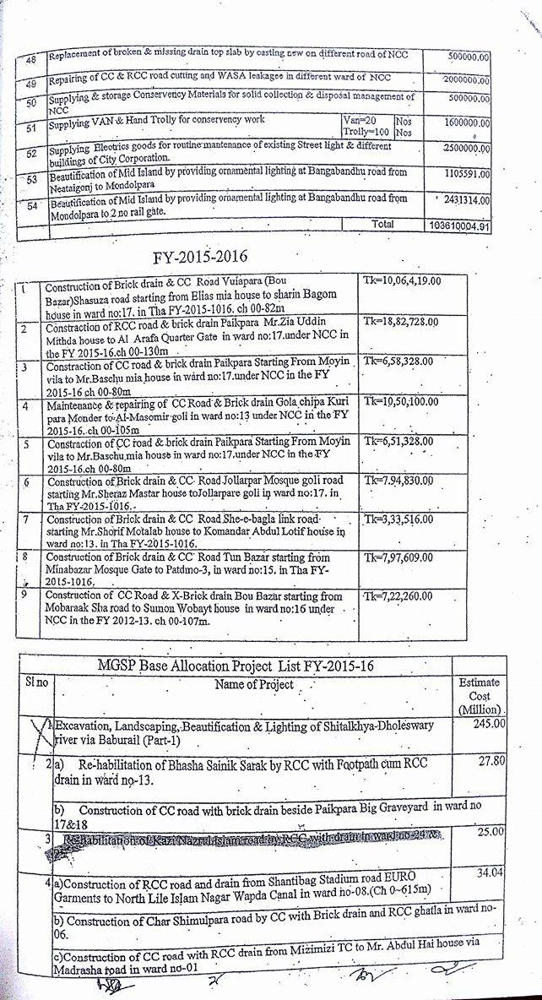 48 Replacement of broken & missing drain top slab by casting new on different road of NCC 500000.00
49 Repairing of CC & RCC road cutting and WASA leakagee in different ward of NCC 2000000.00
50 Supplying & storage Conservency Materials for solid collection & disposal management of
NCC 500000.00
51 Supplying VAN & Hand Trolly for conservency work Van=20 Nos 1600000.00
Trolly=100 Nos
52 Supplying Electrics goods for routine mantenance of existing Street light & different
buildings of City Corporation. 2500000.00
53 Beautification of Mid Island by providing ornamental lighting at Bangabandhu road from
Neataigonj to Mondolpara 1105591.00
54 Beautification of Mid Island by providing ornamental lighting at Bangabandhu road from
Mondolpara to 2 no rail gate. 2431314.00
Total 103610004.91
FY-2015-2016
1 Construction of Brick drain & CC Road Vuiapara (Bou Tk=10,06,4,19.00
Bazar)Shasuza road starting from Elias mia house to sharin Bagom
house in ward no:17. in Tha FY-2015-1016. ch 00-82m
2 Constraction of RCC road & brick drain Paikpara Mr.Zia Uddin Tk=18,82,728.00
Mithda house to Al Arafa Quarter Gate in ward no:17.under NCC in
the FY 2015-16.ch 00-130m
3 Constraction of CC road & brick drain Paikpara Starting From Moyin Tk=6,58,328.00
vila to Mr.Baschu mia house in ward no:17.under NCC in the FY
2015-16 ch 00-80m
4 Maintenance & repairing of CC Road & Brick drain Gola chipa Kuri Tk=10,50,100.00
para Monder to Al-Masomir goli in ward no:13 under NCC in the FY
2015-16. ch 00-105m
5 Constraction of CC road & brick drain Paikpara Starting From Moyin Tk=6,51,328.00
vila to Mr.Baschu mia house in ward no:17.under NCC in the FY
2015-16.ch 00-80m
6 Construction of Brick drain & CC Road Jollarpar Mosque goli road Tk=7.94,830.00
starting Mr.Sheraz Mastar house toJollarpare goli in ward no:17. in
Tha FY-2015-1016.
7 Construction of Brick drain & CC Road She-e-bagla link road Tk=3,33,516.00
starting Mr.Shorif Motalab house to Komandar Abdul Lotif house in
ward no:13. in Tha FY-2015-1016.
8 Construction of Brick drain & CC Road Tun Bazar starting from Tk=7,97,609.00
Minabazar Mosque Gate to Patdmo-3, in ward no:15. in Tha FY-
2015-1016.
9 Construction of CC Road & X-Brick drain Bou Bazar starting from Tk=7,22,260.00
Mobaraak Sha road to Sumon Wobayt house in ward no:16 under
NCC in the FY 2012-13. ch 00-107m.
MGSP Base Allocation Project List FY-2015-16
Sl no Name of Project Estimate
Cost
(Million)
1 Excavation, Landscaping, Beautification & Lighting of Shitalkhya-Dholeswary 245.00
river via Baburail (Part-1)
2 a) Re-habilitation of Bhasha Sainik Sarak by RCC with Footpath cum RCC 27.80
drain in ward no-13.
b) Construction of CC road with brick drain beside Paikpara Big Graveyard in ward no
17&18
3 Re-habilitation of Kazi Nazrul Islam road by RCC with drain in ward no-24 & 25.00
4 a)Construction of RCC road and drain from Shantibag Stadium road EURO 34.04
Garments to North Lile Islam Nagar Wapda Canal in ward no-08.(Ch 0~615m)
b) Construction of Char Shimulpara road by CC with Brick drain and RCC ghatla in ward no-
06.
c)Construction of CC road with RCC drain from Mizimizi TC to Mr. Abdul Hai house via
Madrasha road in ward no-01